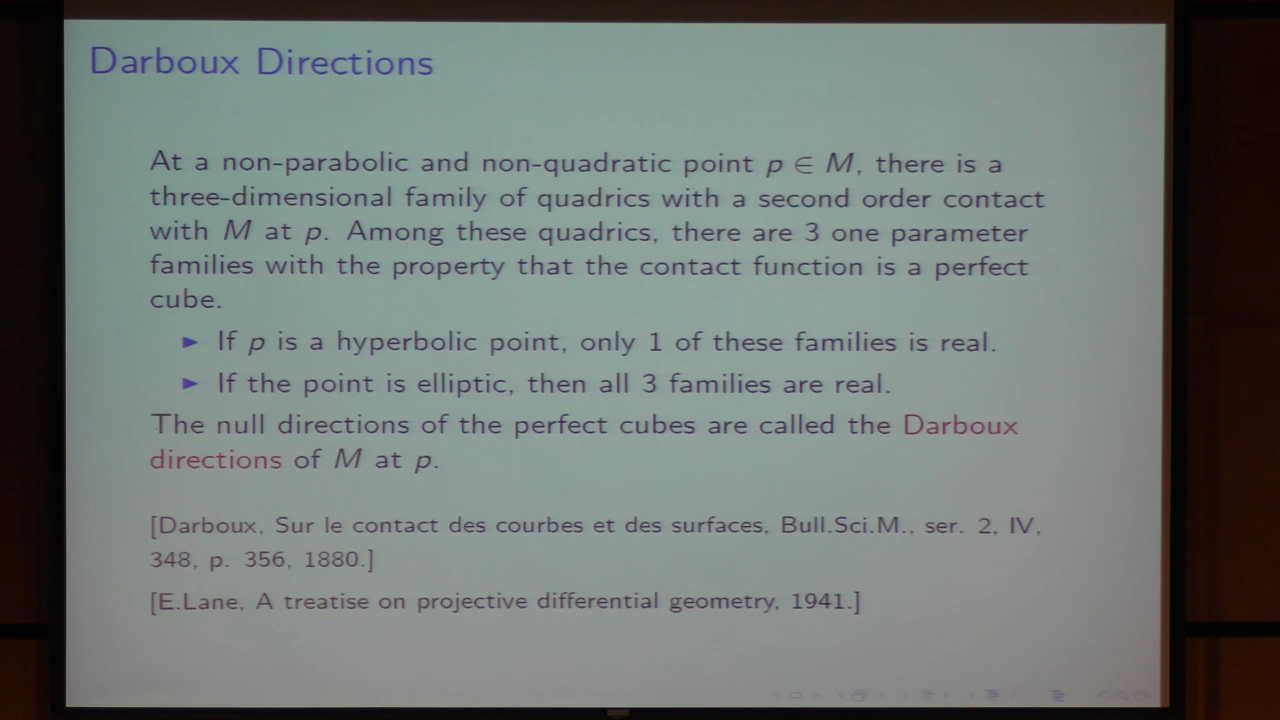 Darboux Directions
At a non-parabolic and non-quadratic point p ∈ M, there is a
three-dimensional family of quadrics with a second order contact
with M at p. Among these quadrics, there are 3 one parameter
families with the property that the contact function is a perfect
cube.
► If p is a hyperbolic point, only 1 of these families is real.
► If the point is elliptic, then all 3 families are real.
The null directions of the perfect cubes are called the Darboux
directions of M at p.
[Darboux, Sur le contact des courbes et des surfaces, Bull.Sci.M., ser. 2, IV,
348, p. 356, 1880.]
[E.Lane, A treatise on projective differential geometry, 1941.]